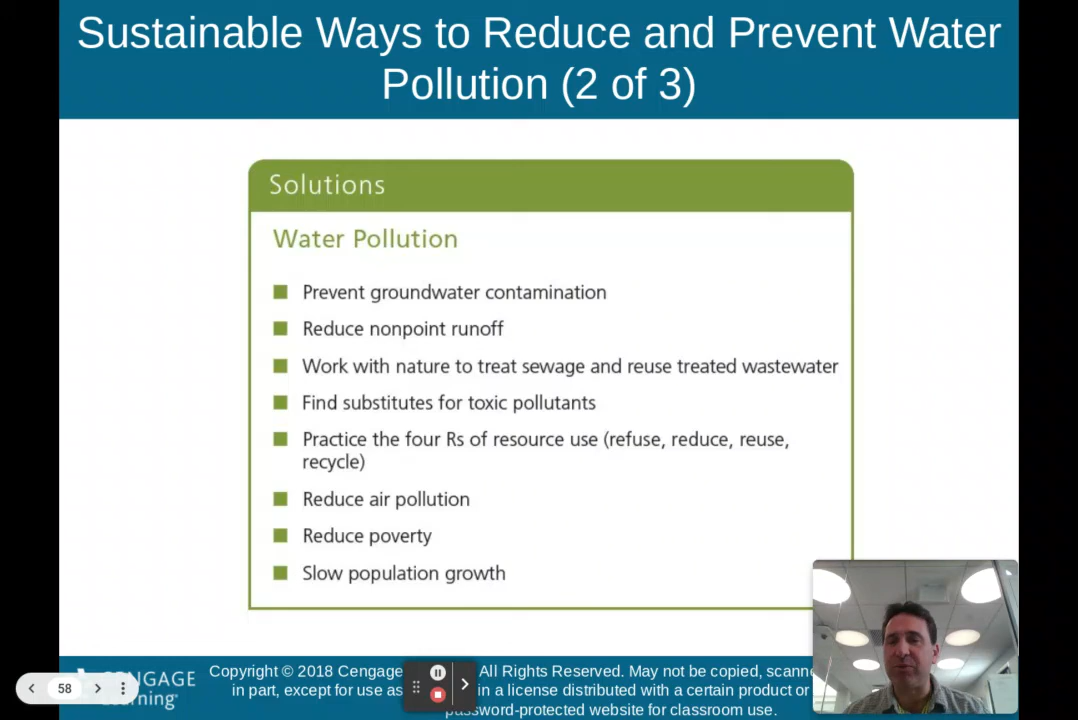 Sustainable Ways to Reduce and Prevent Water
Pollution (2 of 3)
Solutions
Water Pollution
Prevent groundwater contamination
Reduce nonpoint runoff
Work with nature to treat sewage and reuse treated wastewater
Find substitutes for toxic pollutants
Practice the four Rs of resource use (refuse, reduce, reuse,
recycle)
Reduce air pollution
Reduce poverty
Slow population growth
CENGAGE
Learning
Copyright © 2018 Cengage All Rights Reserved. May not be copied,
in part, except for use as in a license distributed with a certain product or
password-protected website for classroom use.
58